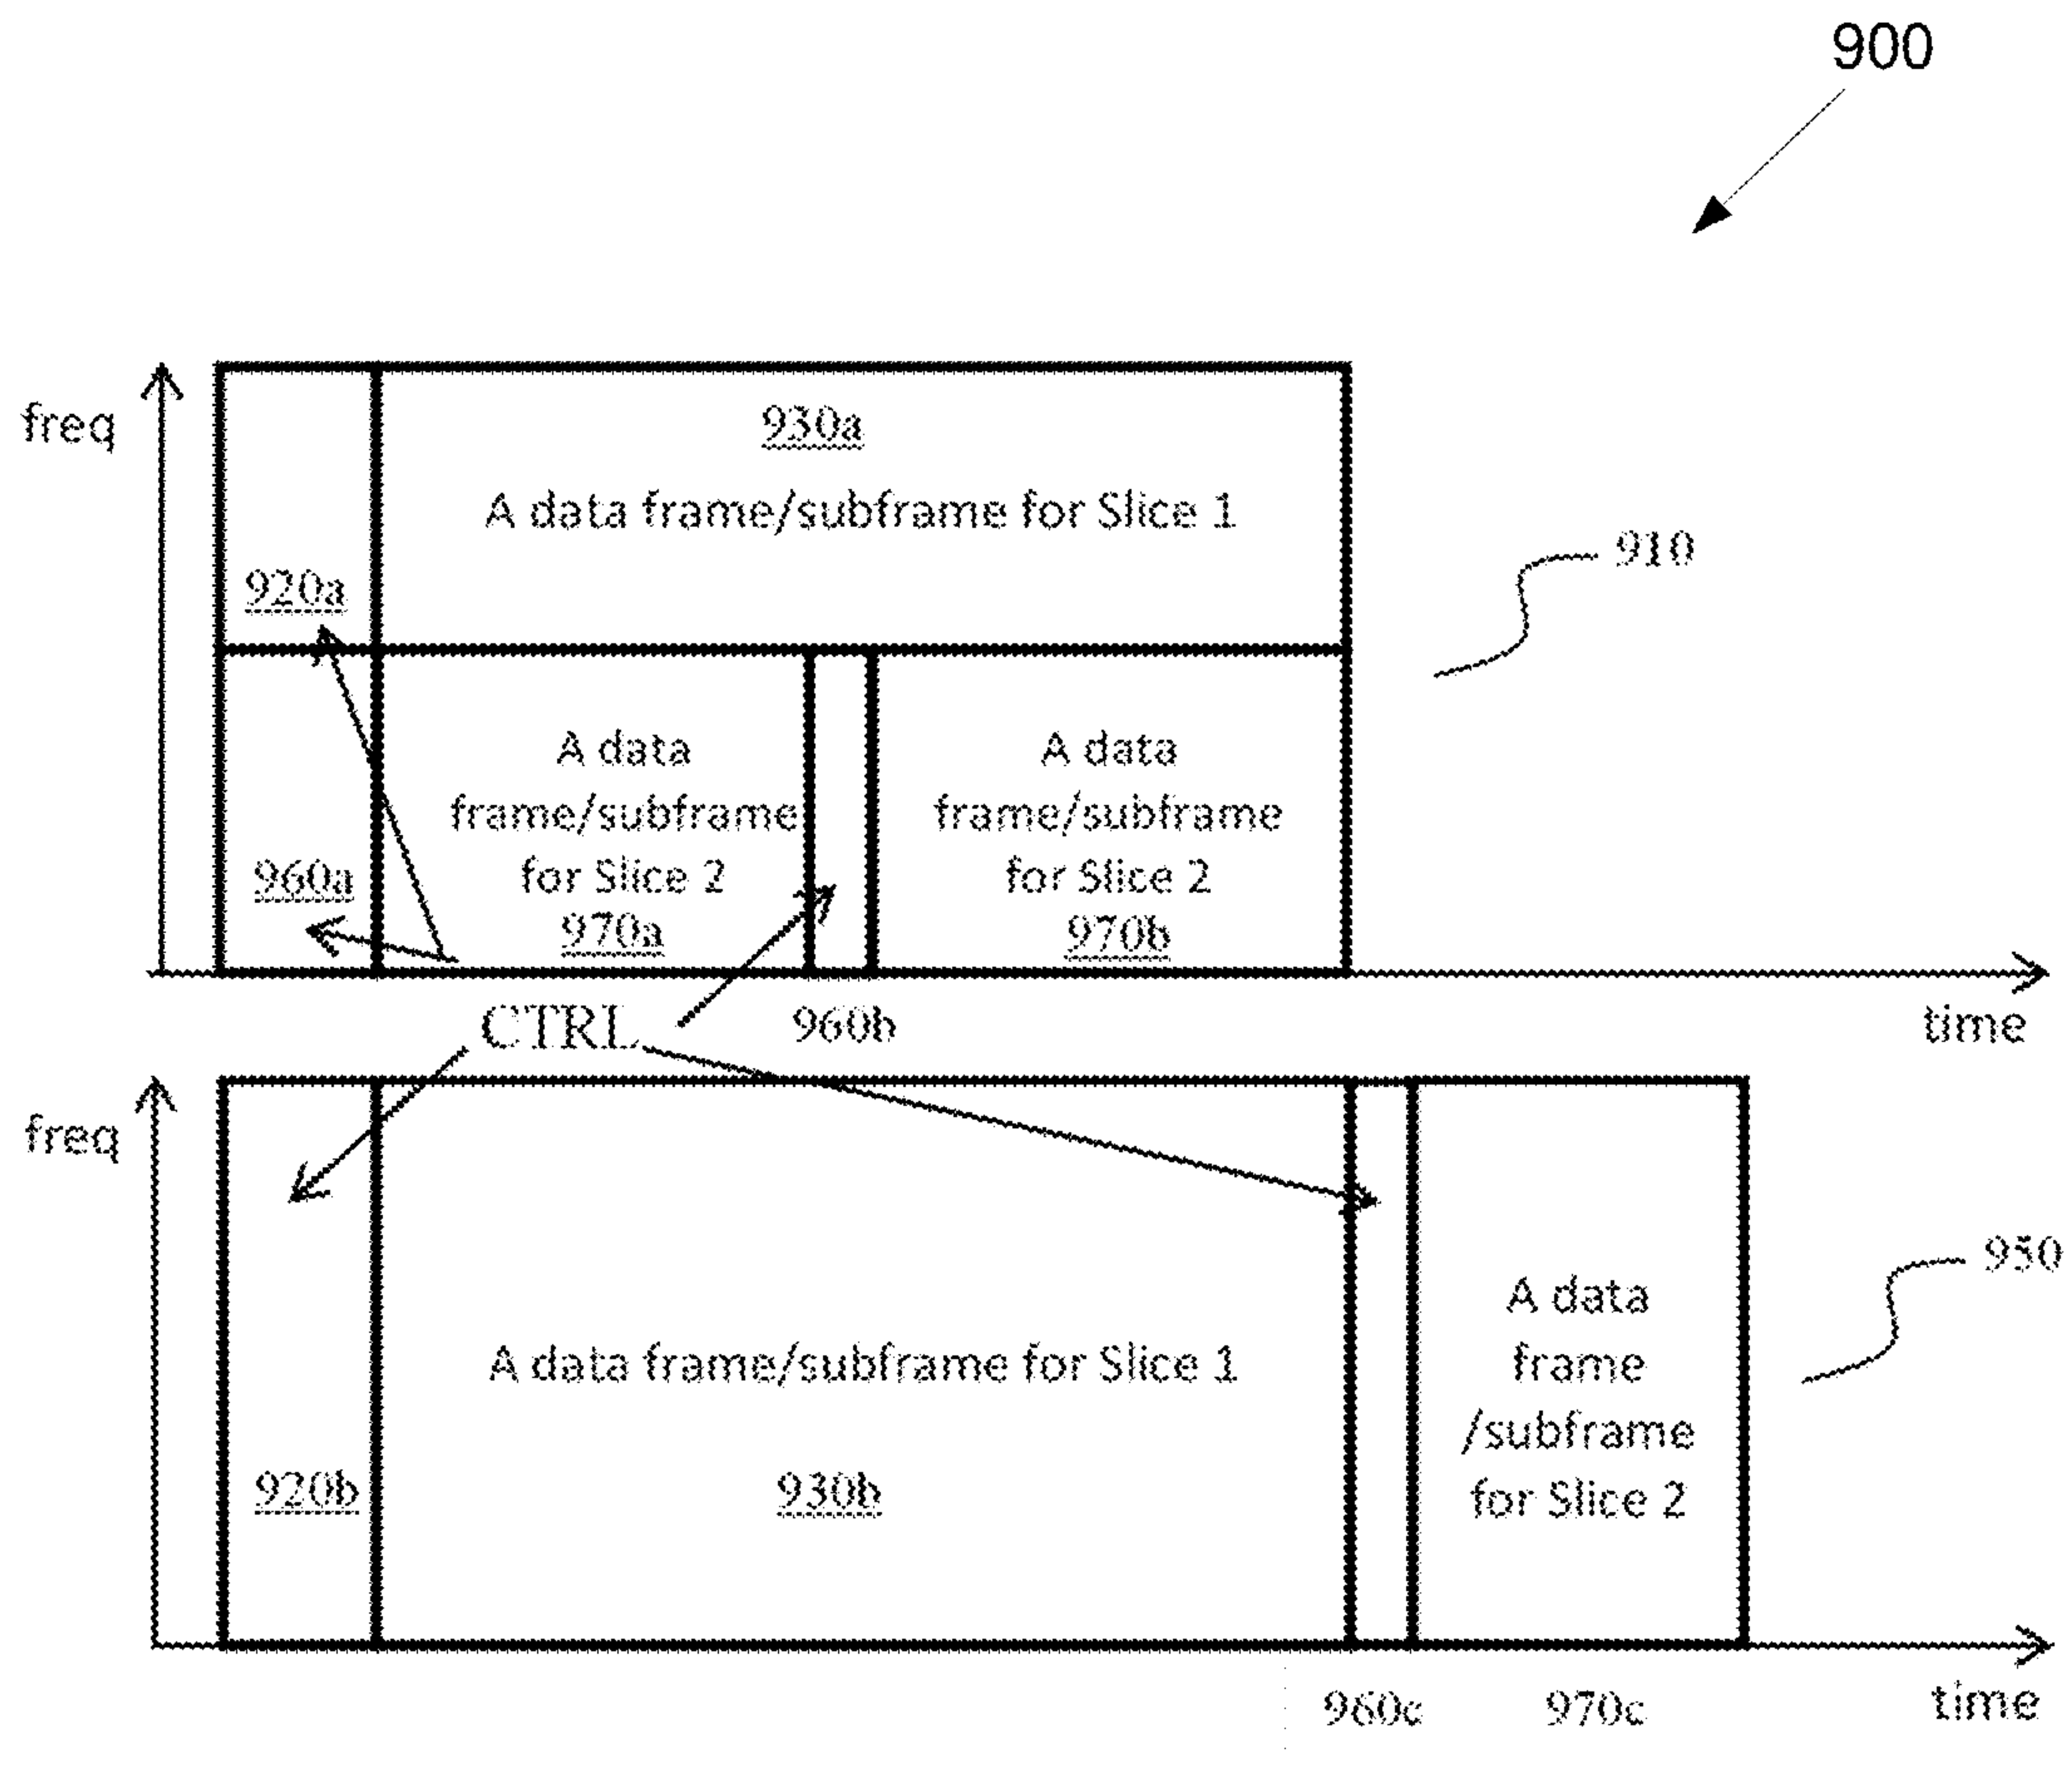 900
freq
930a
A data frame/subframe for Slice 1
910
920a
A data
frame/subframe
for Slice 2
970a
A data
frame/subframe
for Slice 2
970b
960a
CTRL
960b
time
freq
950
A data frame/subframe for Slice 1
930b
920b
A data
frame
/subframe
for Slice 2
960c
970c
time